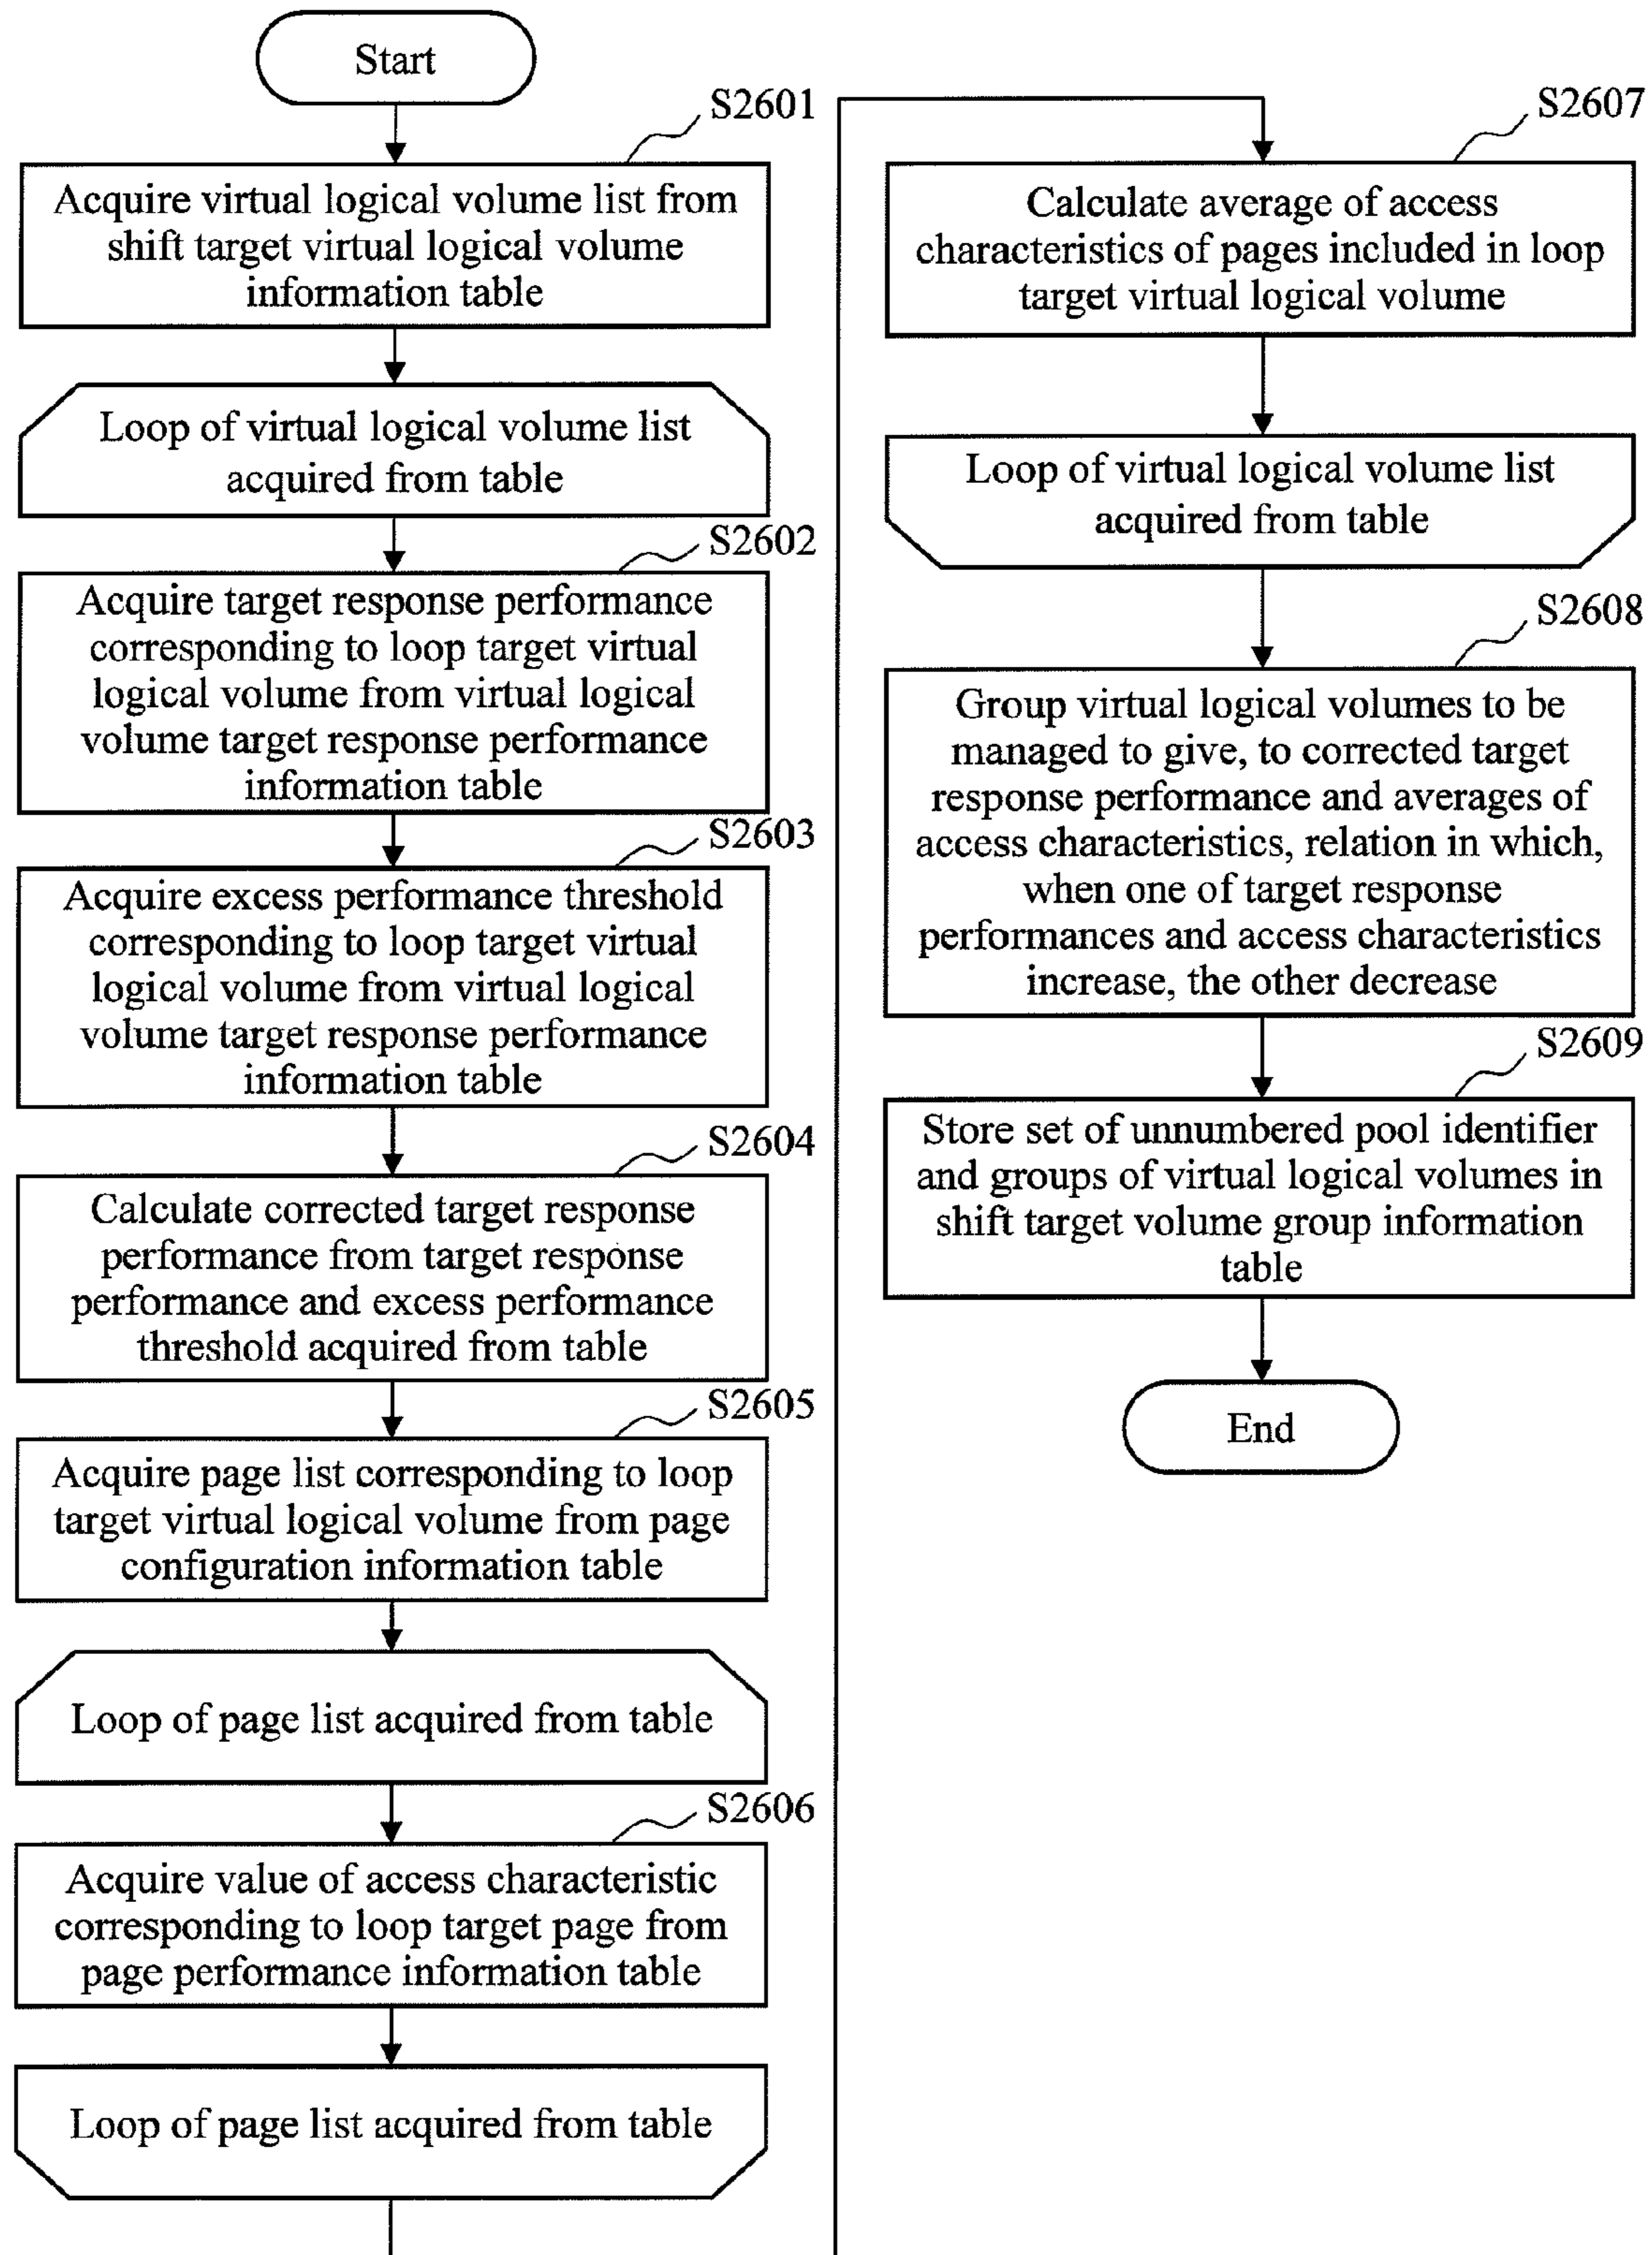 Start
S2601
Acquire virtual logical volume list from
shift target virtual logical volume
information table
Loop of virtual logical volume list
acquired from table
S2602
Acquire target response performance
corresponding to loop target virtual
logical volume from virtual logical
volume target response performance
information table
S2603
Acquire excess performance threshold
corresponding to loop target virtual
logical volume from virtual logical
volume target response performance
information table
S2604
Calculate corrected target response
performance from target response
performance and excess performance
threshold acquired from table
S2605
Acquire page list corresponding to loop
target virtual logical volume from page
configuration information table
Loop of page list acquired from table
S2606
Acquire value of access characteristic
corresponding to loop target page from
page performance information table
Loop of page list acquired from table
S2607
Calculate average of access
characteristics of pages included in loop
target virtual logical volume
Loop of virtual logical volume list
acquired from table
S2608
Group virtual logical volumes to be
managed to give, to corrected target
response performance and averages of
access characteristics, relation in which,
when one of target response
performances and access characteristics
increase, the other decrease
S2609
Store set of unnumbered pool identifier
and groups of virtual logical volumes in
shift target volume group information
table
End